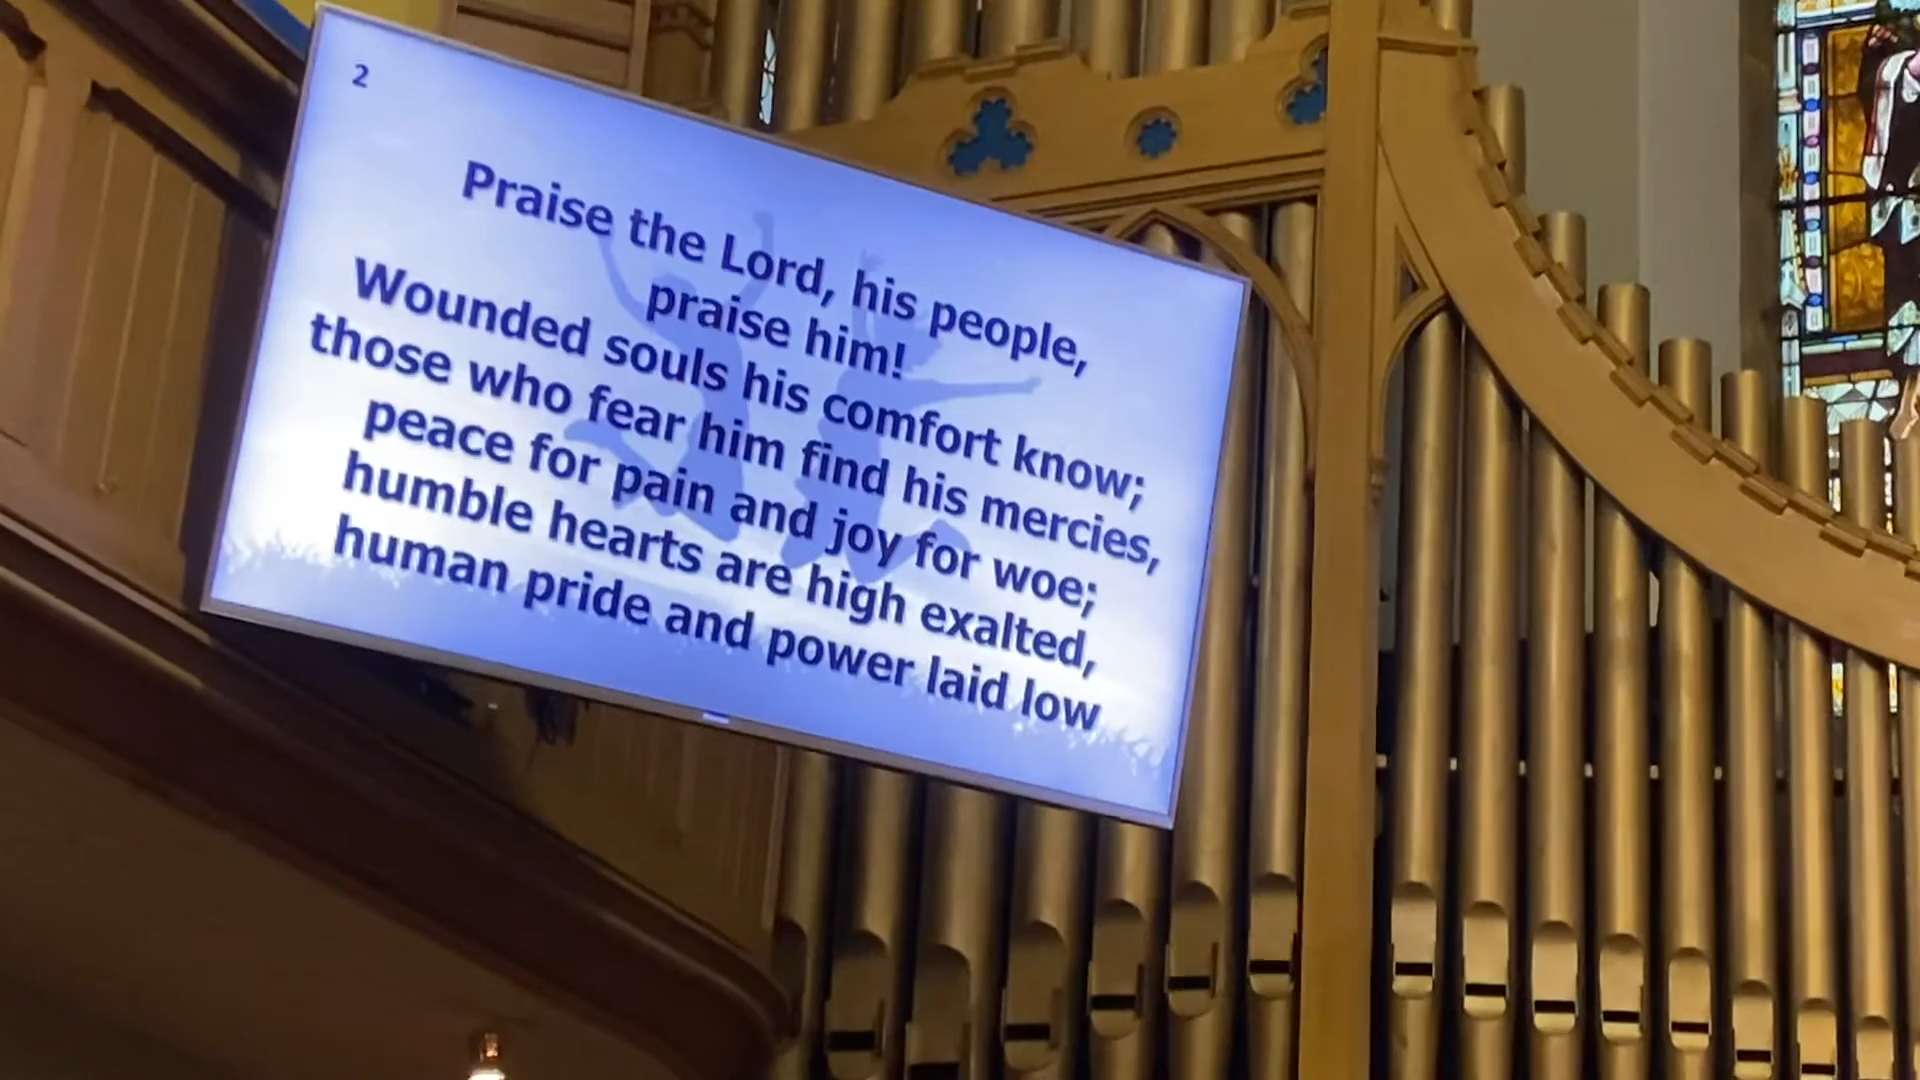 2
Praise the Lord, his people,
praise him!
Wounded souls his comfort know;
those who fear him find his mercies,
peace for pain and joy for woe;
humble hearts are high exalted,
human pride and power laid low